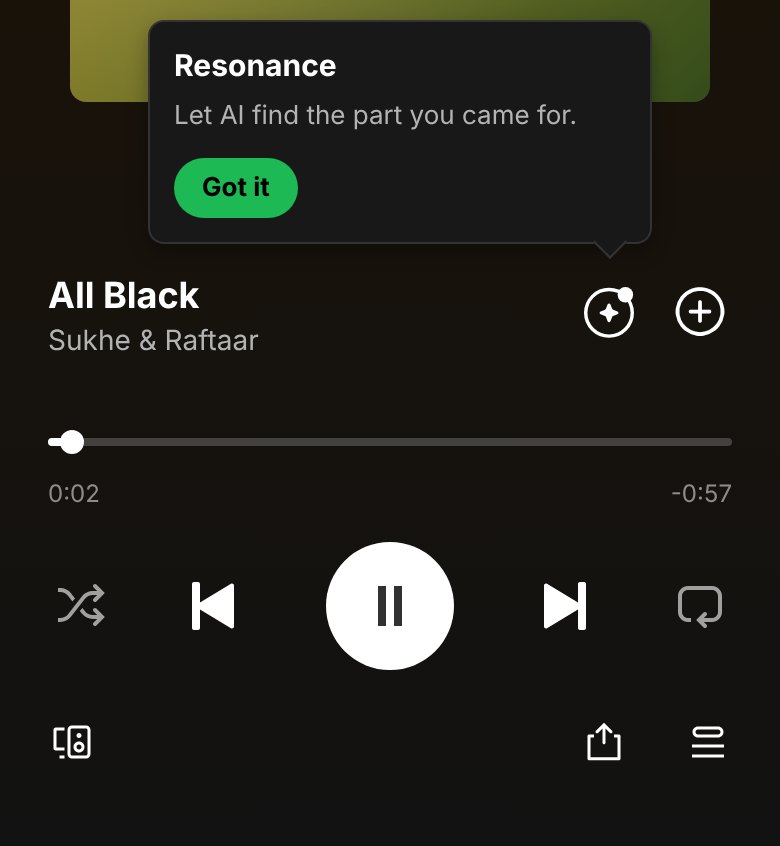 Resonance
Let AI find the part you came for.
Got it
All Black
Sukhe & Raftaar
0:02
-0:57